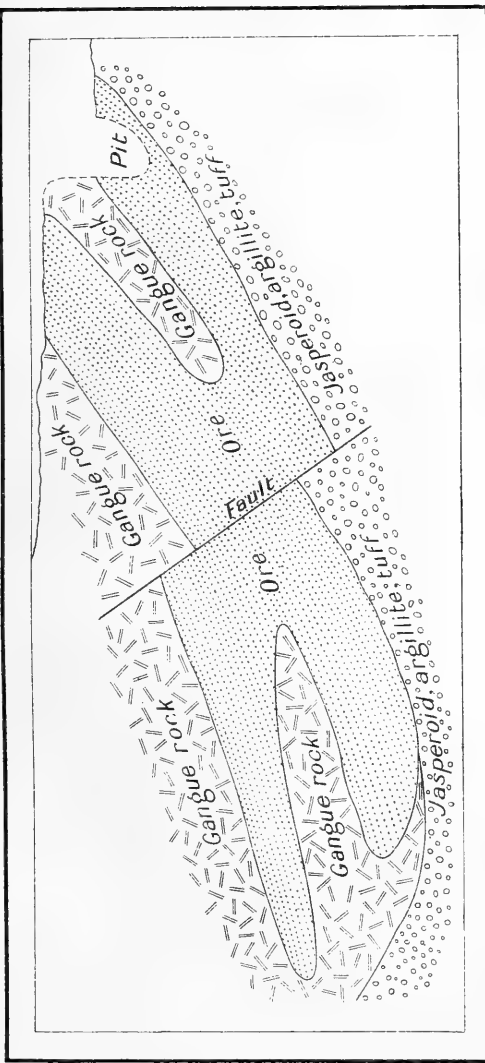 Pit
Gangue rock
Jasperoid, argillite, tuff
Gangue rock
Ore
Fault
Ore
Gangue rock
Gangue rock
Jasperoid, argillite, tuff